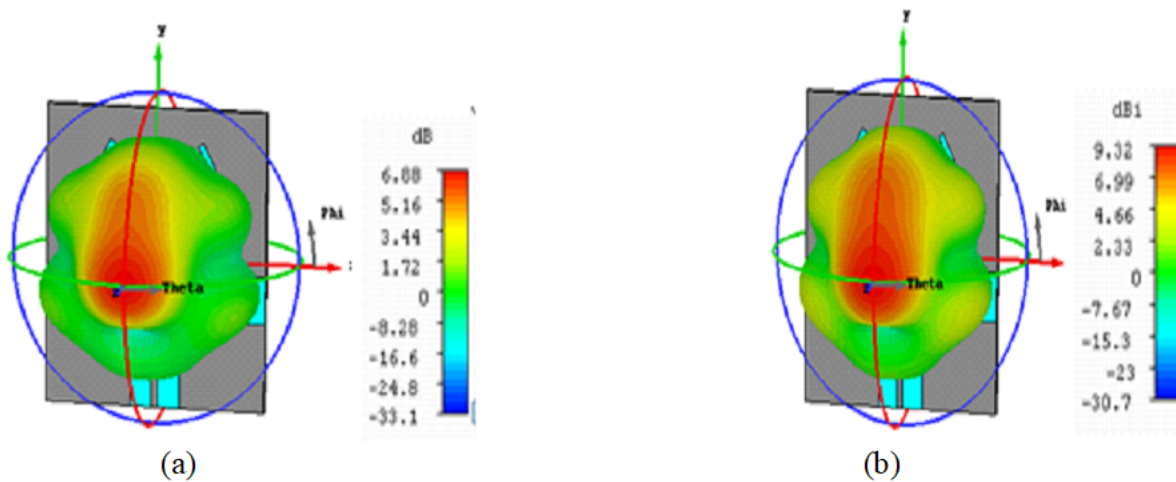 y
dB
6.88
5.16
3.44
1.72
0
-8.28
-16.6
-24.8
-33.1
Phi
z
Theta
(a)
y
dBi
9.32
6.99
4.66
2.33
0
-7.67
-15.3
-23
-30.7
Phi
z
Theta
(b)